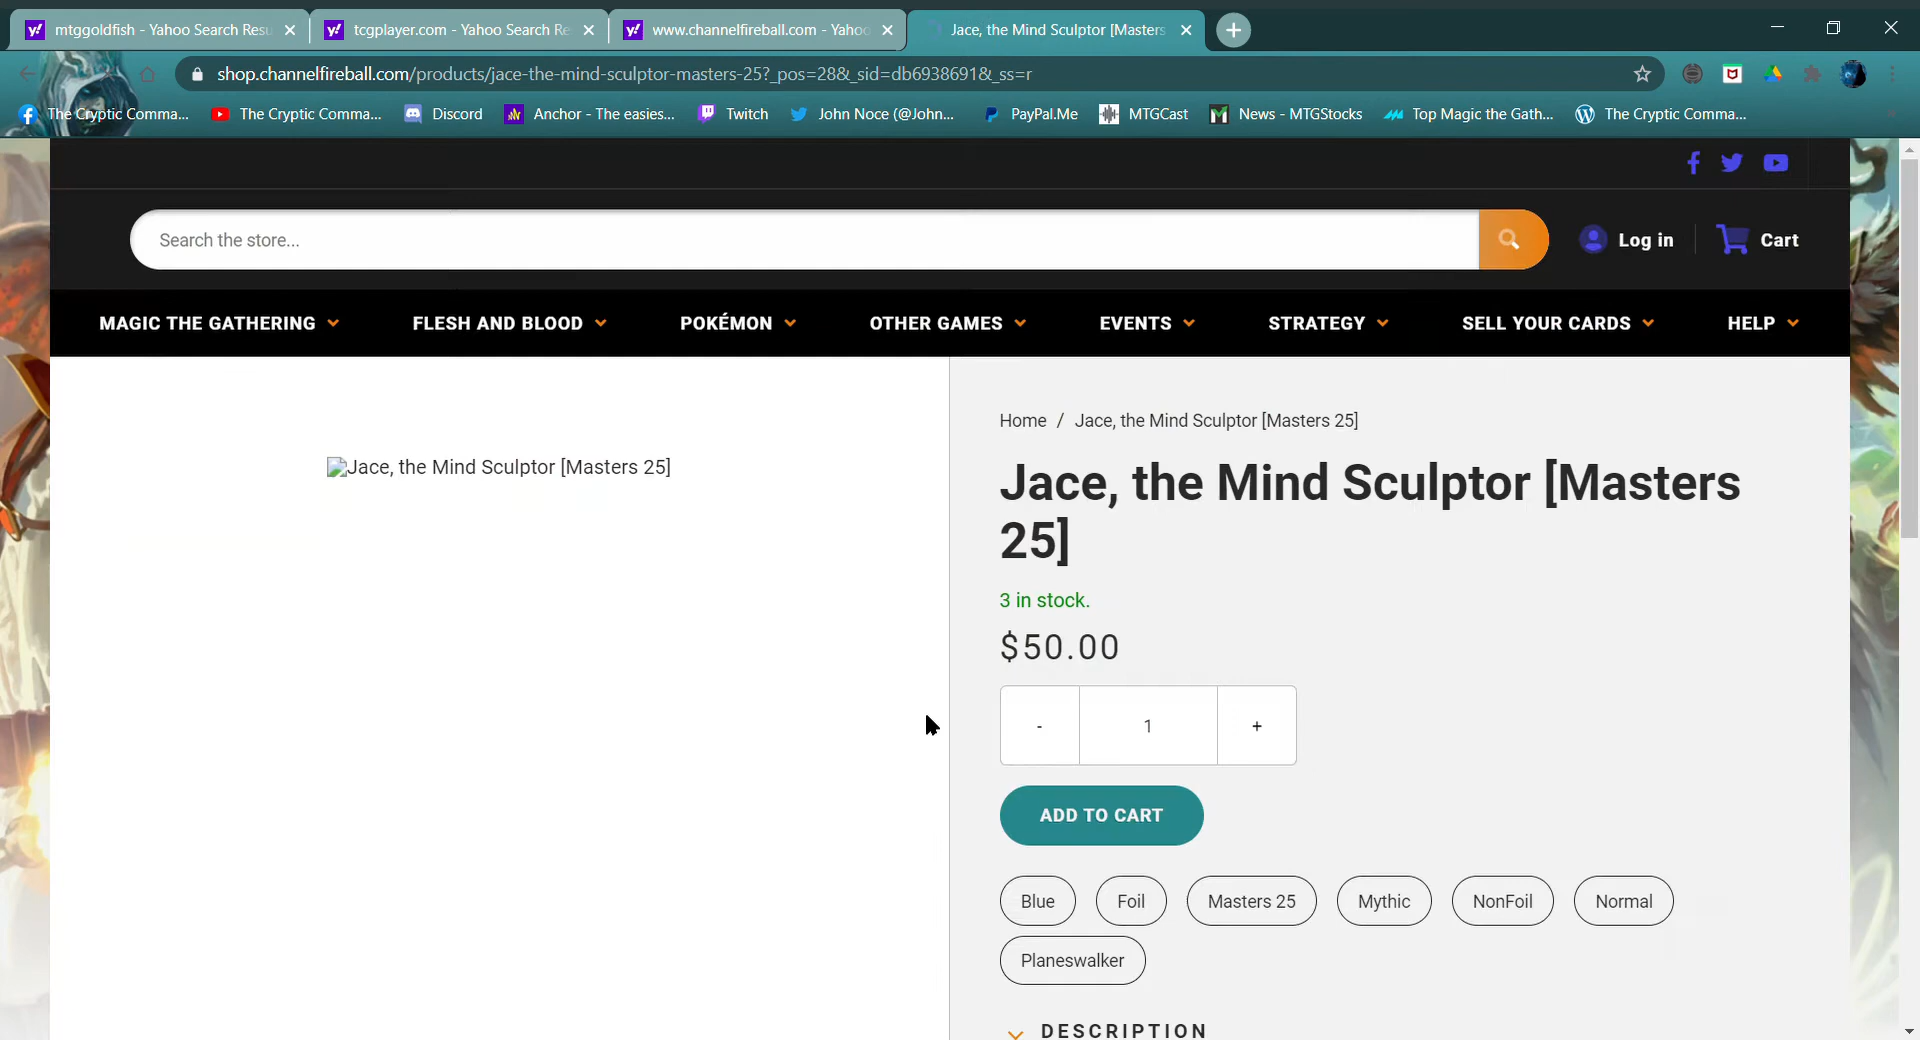 mtggoldfish - Yahoo Search Resu
tcgplayer.com - Yahoo Search Re
www.channelfireball.com - Yahoo
Jace, the Mind Sculptor [Masters
shop.channelfireball.com/products/jace-the-mind-sculptor-masters-25?_pos=28&_sid=db6938691&_ss=r
The Cryptic Comma...
The Cryptic Comma...
Discord
Anchor - The easies...
Twitch
John Noce (@John...
PayPal.Me
MTGCast
News - MTGStocks
Top Magic the Gath...
The Cryptic Comma...
Search the store...
Log in
Cart
MAGIC THE GATHERING
FLESH AND BLOOD
POKÉMON
OTHER GAMES
EVENTS
STRATEGY
SELL YOUR CARDS
HELP
Jace, the Mind Sculptor [Masters 25]
Home / Jace, the Mind Sculptor [Masters 25]
Jace, the Mind Sculptor [Masters
25]
3 in stock.
$50.00
- 1 +
ADD TO CART
Blue
Foil
Masters 25
Mythic
NonFoil
Normal
Planeswalker
DESCRIPTION